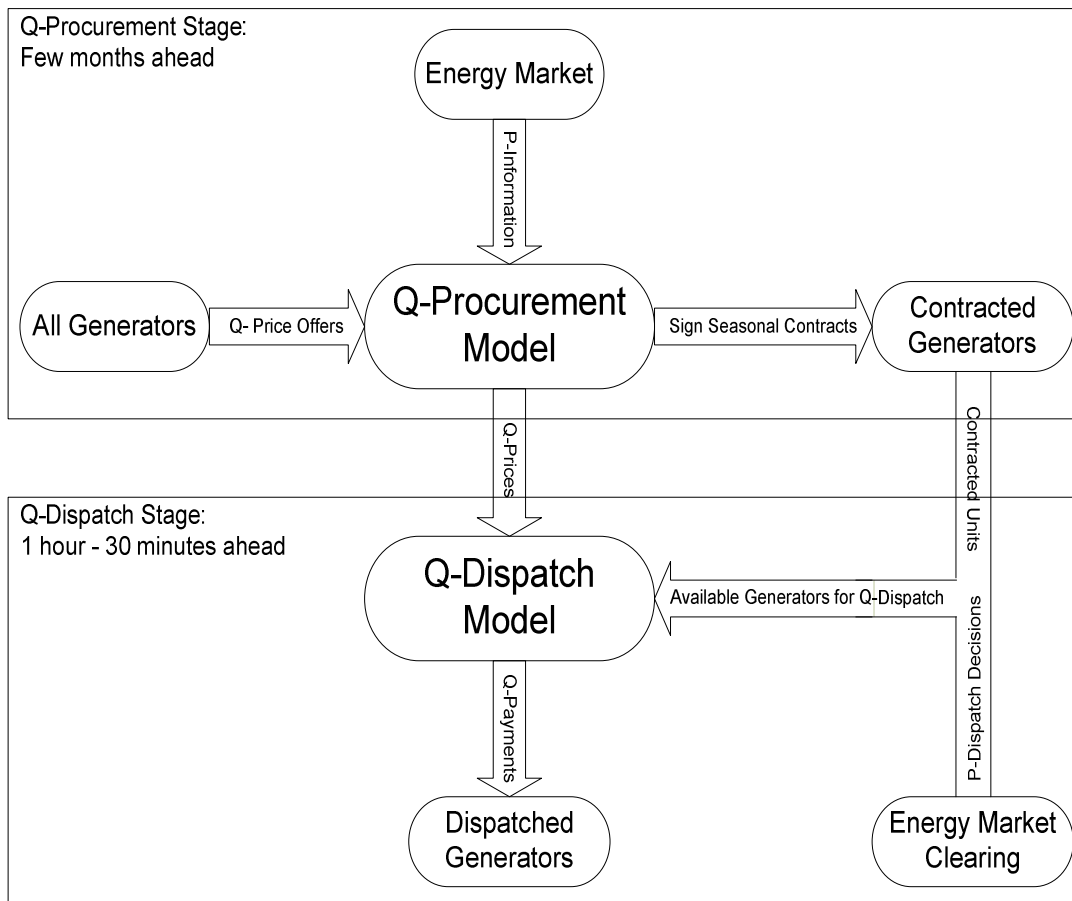 Q-Procurement Stage:
Few months ahead
Energy Market
P-Information
All Generators
Q- Price Offers
Q-Procurement
Model
Sign Seasonal Contracts
Contracted
Generators
Q-Prices
Contracted Units
Q-Dispatch Stage:
1 hour - 30 minutes ahead
Q-Dispatch
Model
Available Generators for Q-Dispatch
P-Dispatch Decisions
Q-Payments
Dispatched
Generators
Energy Market
Clearing